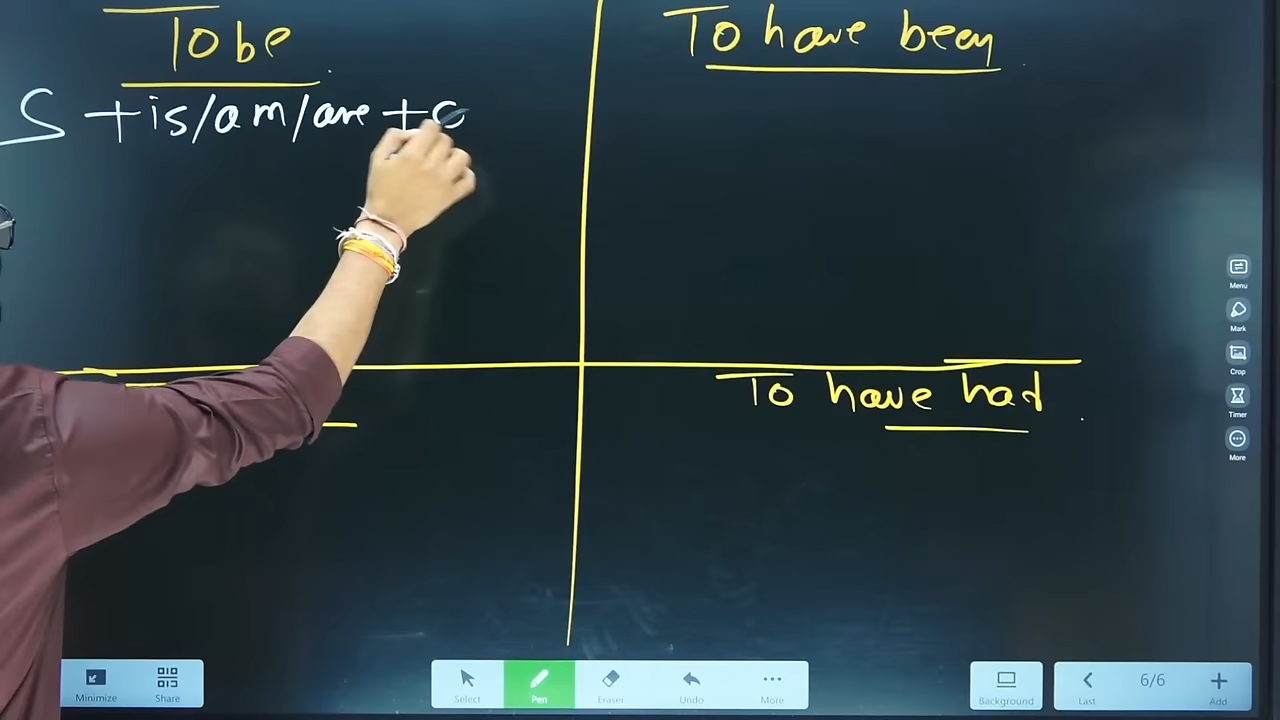 To be
To have been
S + is/am/are +
To have had
Menu
Mark
Crop
Timer
More
Minimize
Share
Select
Pen
Eraser
Undo
More
Background
Last
6/6
Add